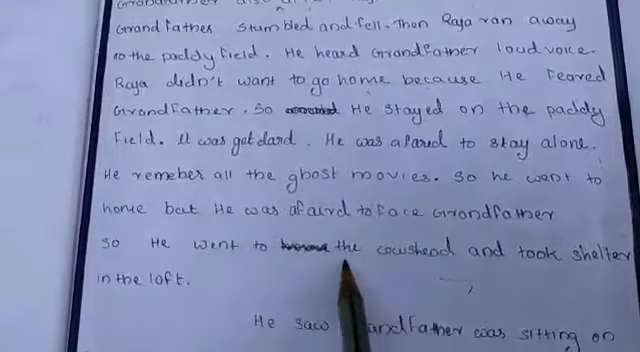 Grandfather stumbled and fell. Then Raja ran away
to the paddy field. He heard Grandfather loud voice.
Raja didn't want to go home because He feared
Grandfather. So He stayed on the paddy
Field. It was get dard. He was afared to stay alone.
He remeber all the ghost movies. So he went to
home but He was afaird to Face Grandfather
so He went to the cowshead and took shelter
in the loft.
He saw andfather was sitting on